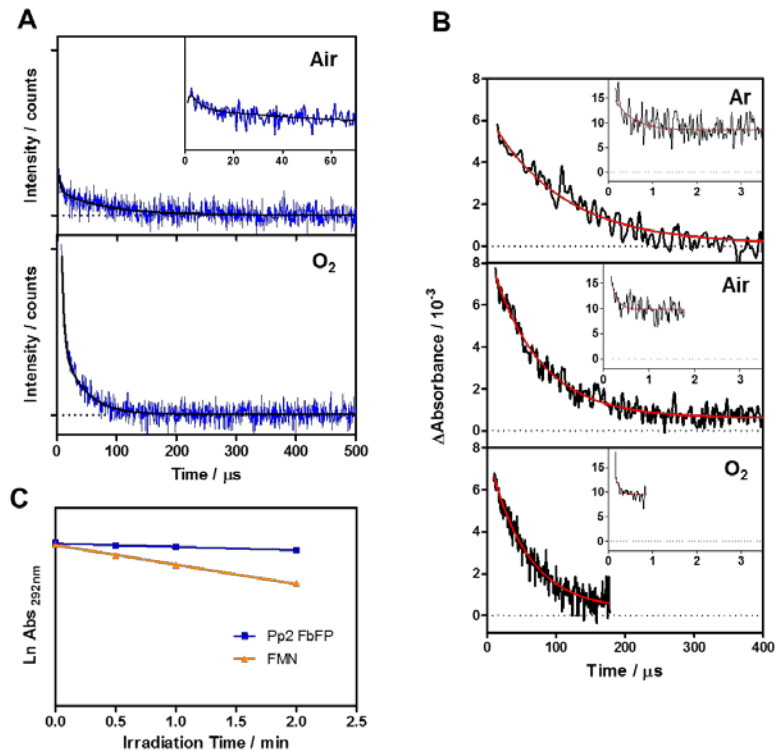 A
Air
Intensity / counts
0 20 40 60
O2
Intensity / counts
0 100 200 300 400 500
Time / µs
B
8
6
4
2
0
Ar
15
10
5
0
0 1 2 3
8
6
4
2
0
Air
15
10
5
0
0 1 2 3
ΔAbsorbance / 10-3
8
6
4
2
0
O2
15
10
5
0
0 1 2 3
0 100 200 300 400
Time / µs
C
Ln Abs 292nm
Pp2 FbFP
FMN
0.0 0.5 1.0 1.5 2.0 2.5
Irradiation Time / min